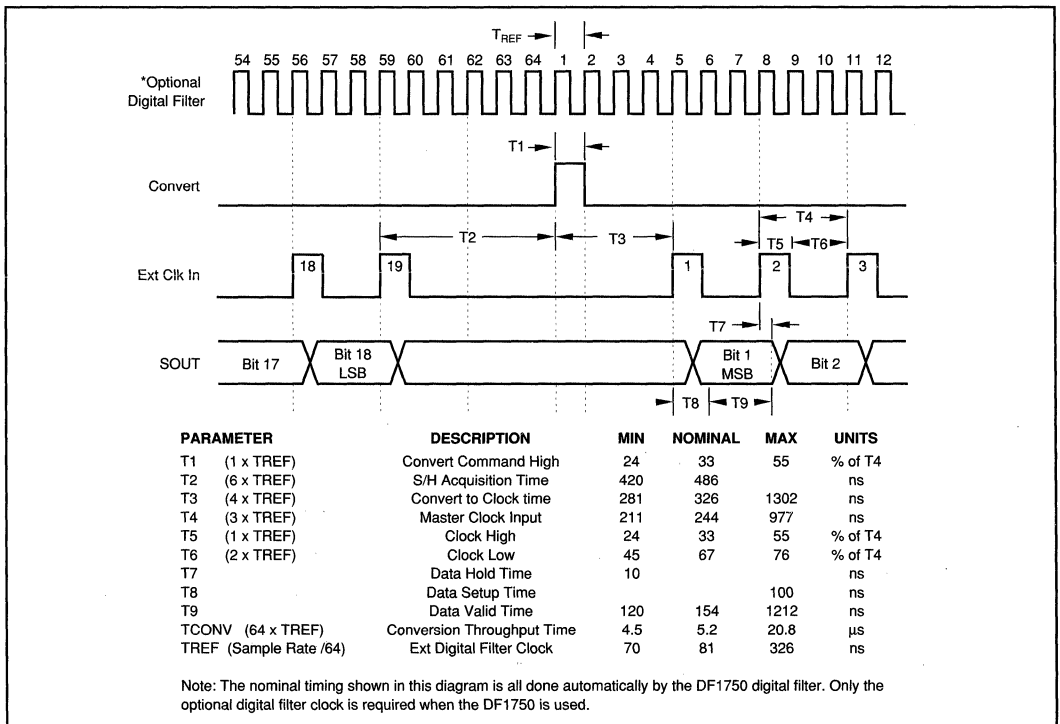 TREF
54 55 56 57 58 59 60 61 62 63 64 1 2 3 4 5 6 7 8 9 10 11 12
*Optional
Digital Filter
T1
Convert
T4
T2 T3 T5 T6
Ext Clk In 18 19 1 2 3
T7
SOUT Bit 17 Bit 18 LSB Bit 1 MSB Bit 2
T8 T9
PARAMETER DESCRIPTION MIN NOMINAL MAX UNITS
T1 (1 x TREF) Convert Command High 24 33 55 % of T4
T2 (6 x TREF) S/H Acquisition Time 420 486 ns
T3 (4 x TREF) Convert to Clock time 281 326 1302 ns
T4 (3 x TREF) Master Clock Input 211 244 977 ns
T5 (1 x TREF) Clock High 24 33 55 % of T4
T6 (2 x TREF) Clock Low 45 67 76 % of T4
T7 Data Hold Time 10 ns
T8 Data Setup Time 100 ns
T9 Data Valid Time 120 154 1212 ns
TCONV (64 x TREF) Conversion Throughput Time 4.5 5.2 20.8 µs
TREF (Sample Rate /64) Ext Digital Filter Clock 70 81 326 ns
Note: The nominal timing shown in this diagram is all done automatically by the DF1750 digital filter. Only the
optional digital filter clock is required when the DF1750 is used.